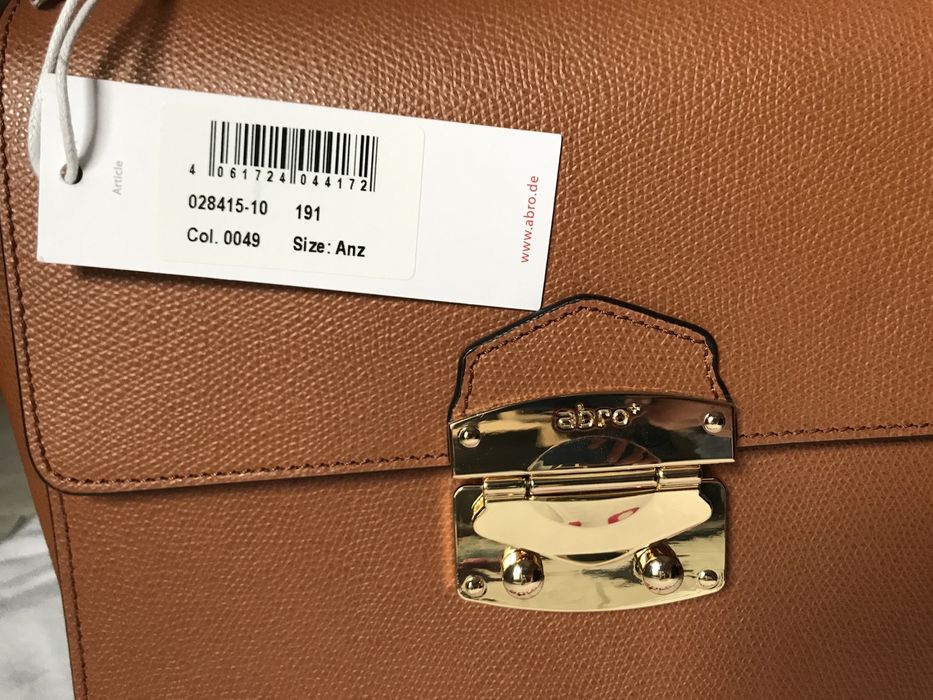 Article
4 061724 044172
028415-10 191
Col. 0049 Size: Anz
www.abro.de
abro+